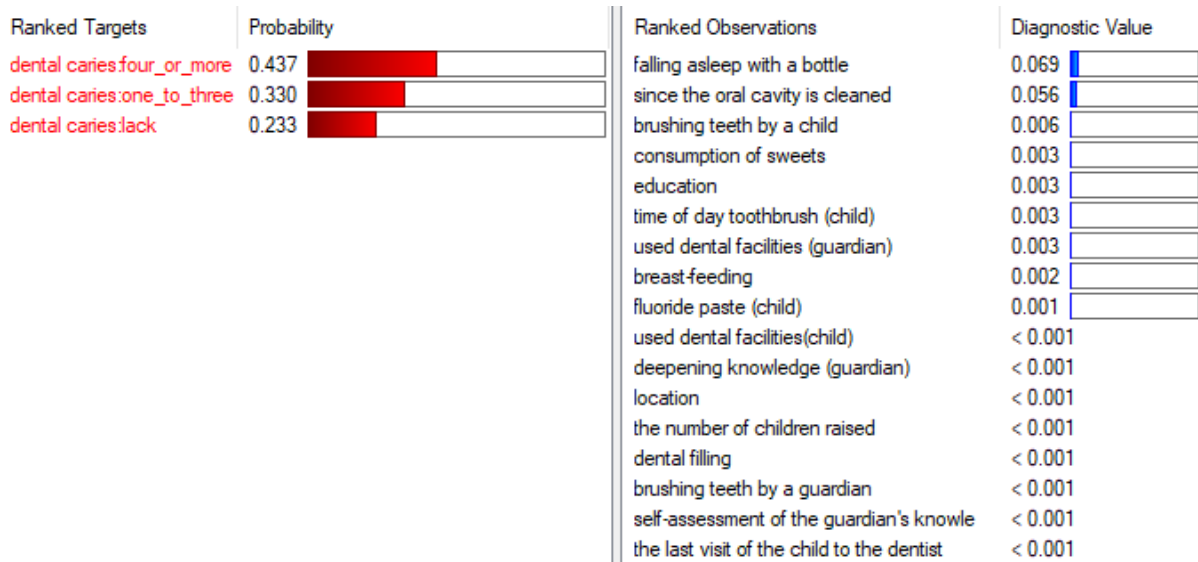 Ranked Targets Probability
dental caries:four_or_more 0.437
dental caries:one_to_three 0.330
dental caries:lack 0.233
Ranked Observations Diagnostic Value
falling asleep with a bottle 0.069
since the oral cavity is cleaned 0.056
brushing teeth by a child 0.006
consumption of sweets 0.003
education 0.003
time of day toothbrush (child) 0.003
used dental facilities (guardian) 0.003
breast-feeding 0.002
fluoride paste (child) 0.001
used dental facilities(child) < 0.001
deepening knowledge (guardian) < 0.001
location < 0.001
the number of children raised < 0.001
dental filling < 0.001
brushing teeth by a guardian < 0.001
self-assessment of the guardian's knowle < 0.001
the last visit of the child to the dentist < 0.001